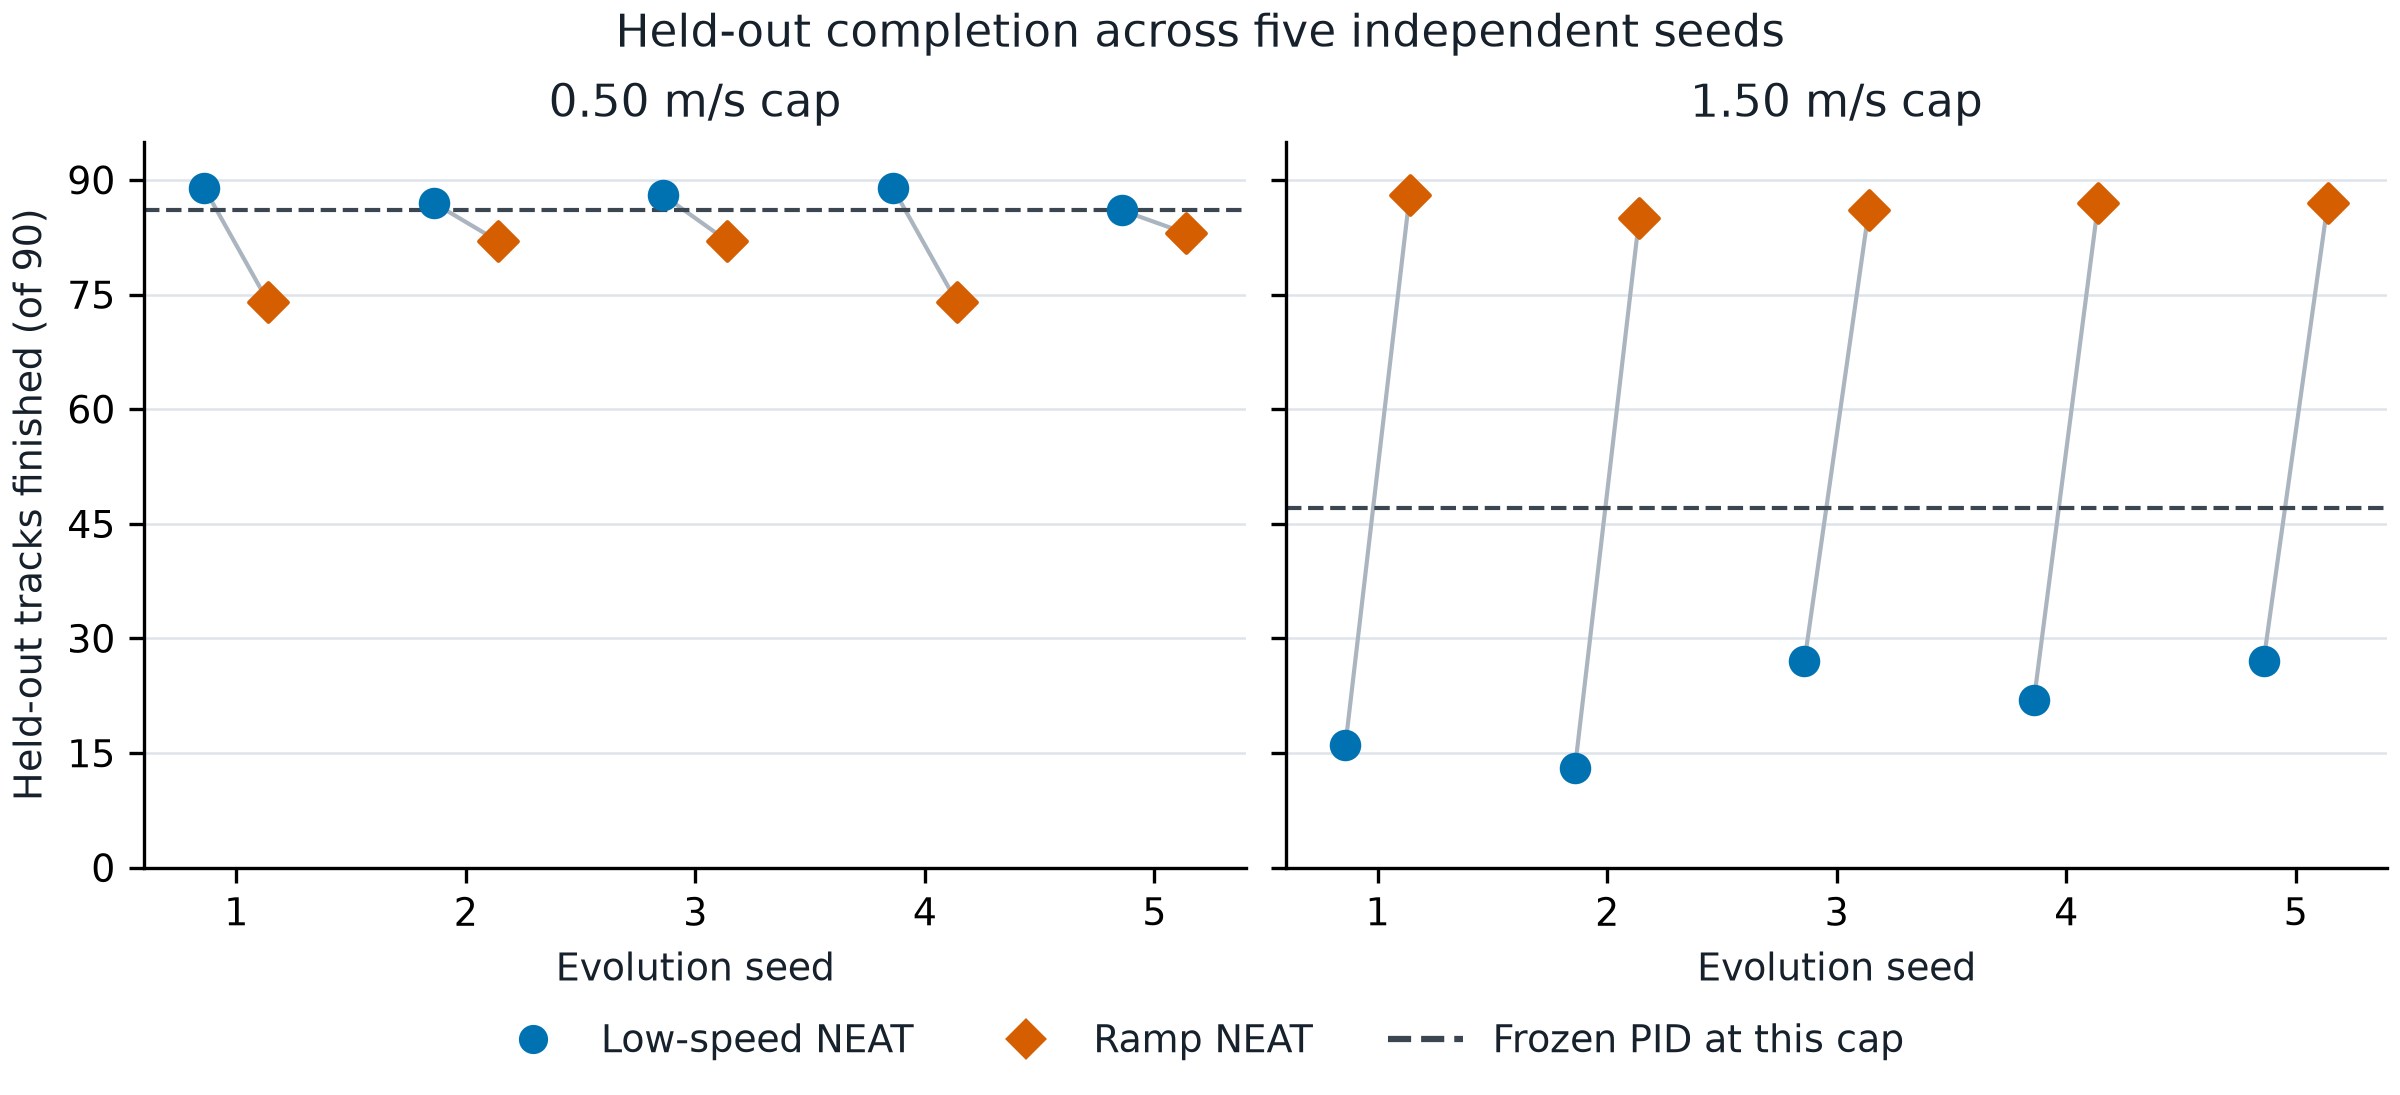 Held-out completion across five independent seeds
0.50 m/s cap
1.50 m/s cap
Held-out tracks finished (of 90)
90
75
60
45
30
15
0
1 2 3 4 5
1 2 3 4 5
Evolution seed
Evolution seed
Low-speed NEAT
Ramp NEAT
Frozen PID at this cap